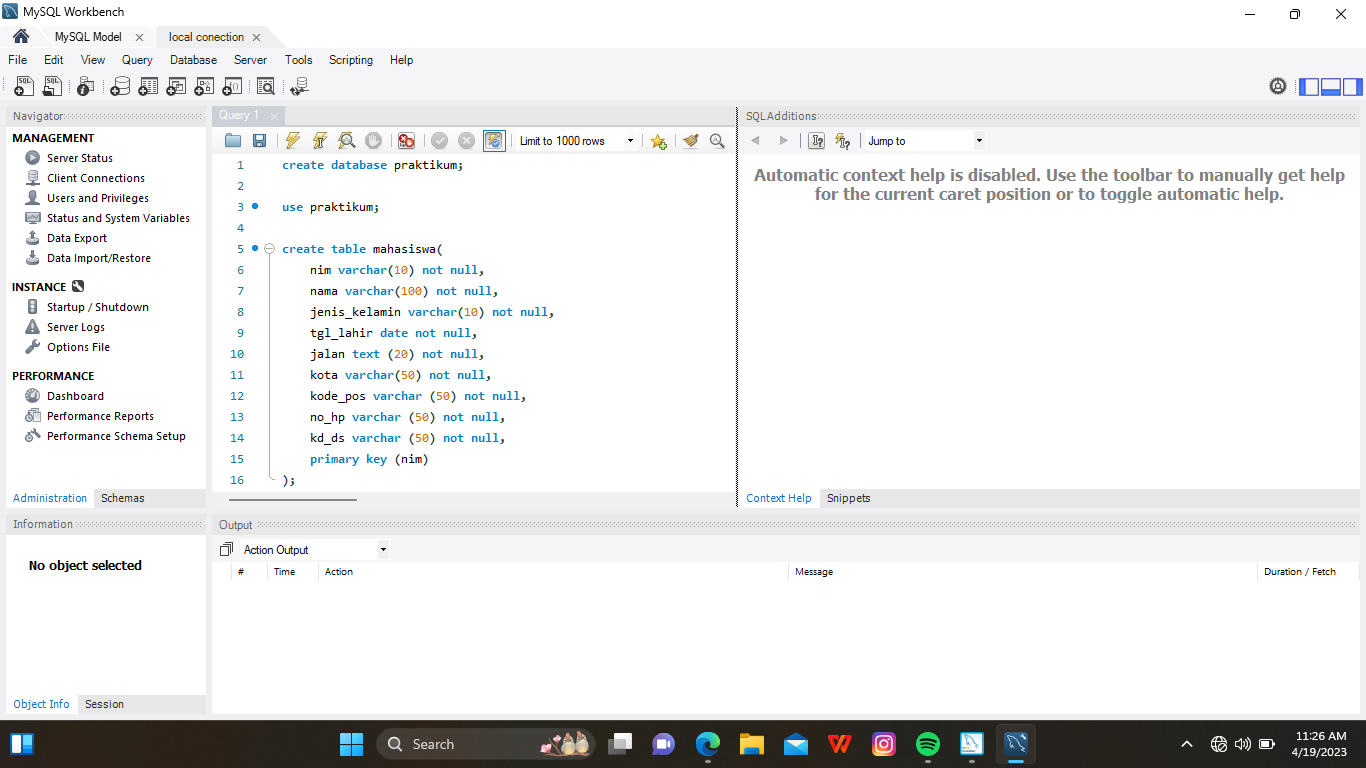 MySQL Workbench
MySQL Model
local conection
File Edit View Query Database Server Tools Scripting Help
Navigator
MANAGEMENT
Server Status
Client Connections
Users and Privileges
Status and System Variables
Data Export
Data Import/Restore
INSTANCE
Startup / Shutdown
Server Logs
Options File
PERFORMANCE
Dashboard
Performance Reports
Performance Schema Setup
Administration Schemas
Query 1
Limit to 1000 rows
1 create database praktikum;
2
3 use praktikum;
4
5 create table mahasiswa(
6 nim varchar(10) not null,
7 nama varchar(100) not null,
8 jenis_kelamin varchar(10) not null,
9 tgl_lahir date not null,
10 jalan text (20) not null,
11 kota varchar(50) not null,
12 kode_pos varchar (50) not null,
13 no_hp varchar (50) not null,
14 kd_ds varchar (50) not null,
15 primary key (nim)
16 );
SQLAdditions
Jump to
Automatic context help is disabled. Use the toolbar to manually get help
for the current caret position or to toggle automatic help.
Context Help Snippets
Information
No object selected
Object Info Session
Output
Action Output
# Time Action Message Duration / Fetch
Search
11:26 AM
4/19/2023